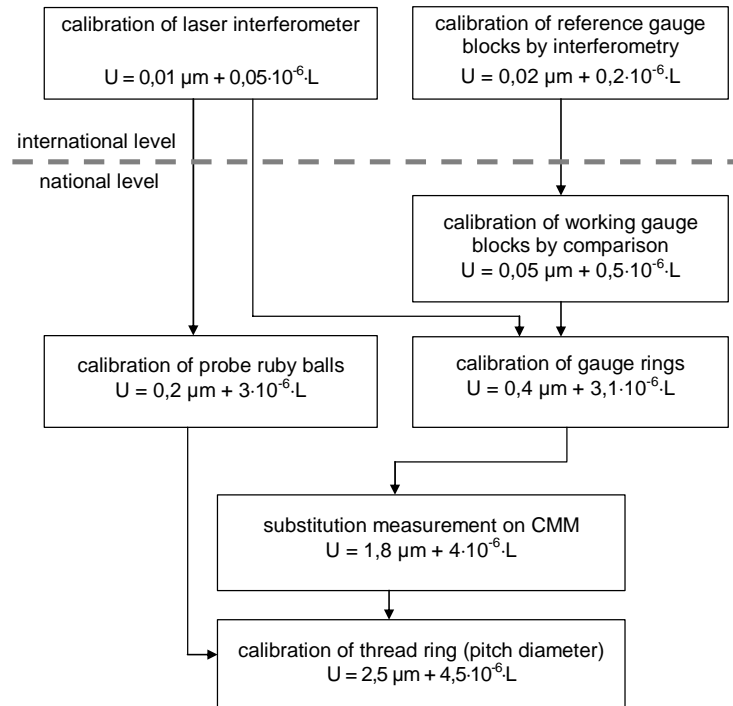 calibration of laser interferometer
U = 0,01 µm + 0,05·10⁻⁶·L
calibration of reference gauge
blocks by interferometry
U = 0,02 µm + 0,2·10⁻⁶·L
international level
national level
calibration of working gauge
blocks by comparison
U = 0,05 µm + 0,5·10⁻⁶·L
calibration of probe ruby balls
U = 0,2 µm + 3·10⁻⁶·L
calibration of gauge rings
U = 0,4 µm + 3,1·10⁻⁶·L
substitution measurement on CMM
U = 1,8 µm + 4·10⁻⁶·L
calibration of thread ring (pitch diameter)
U = 2,5 µm + 4,5·10⁻⁶·L